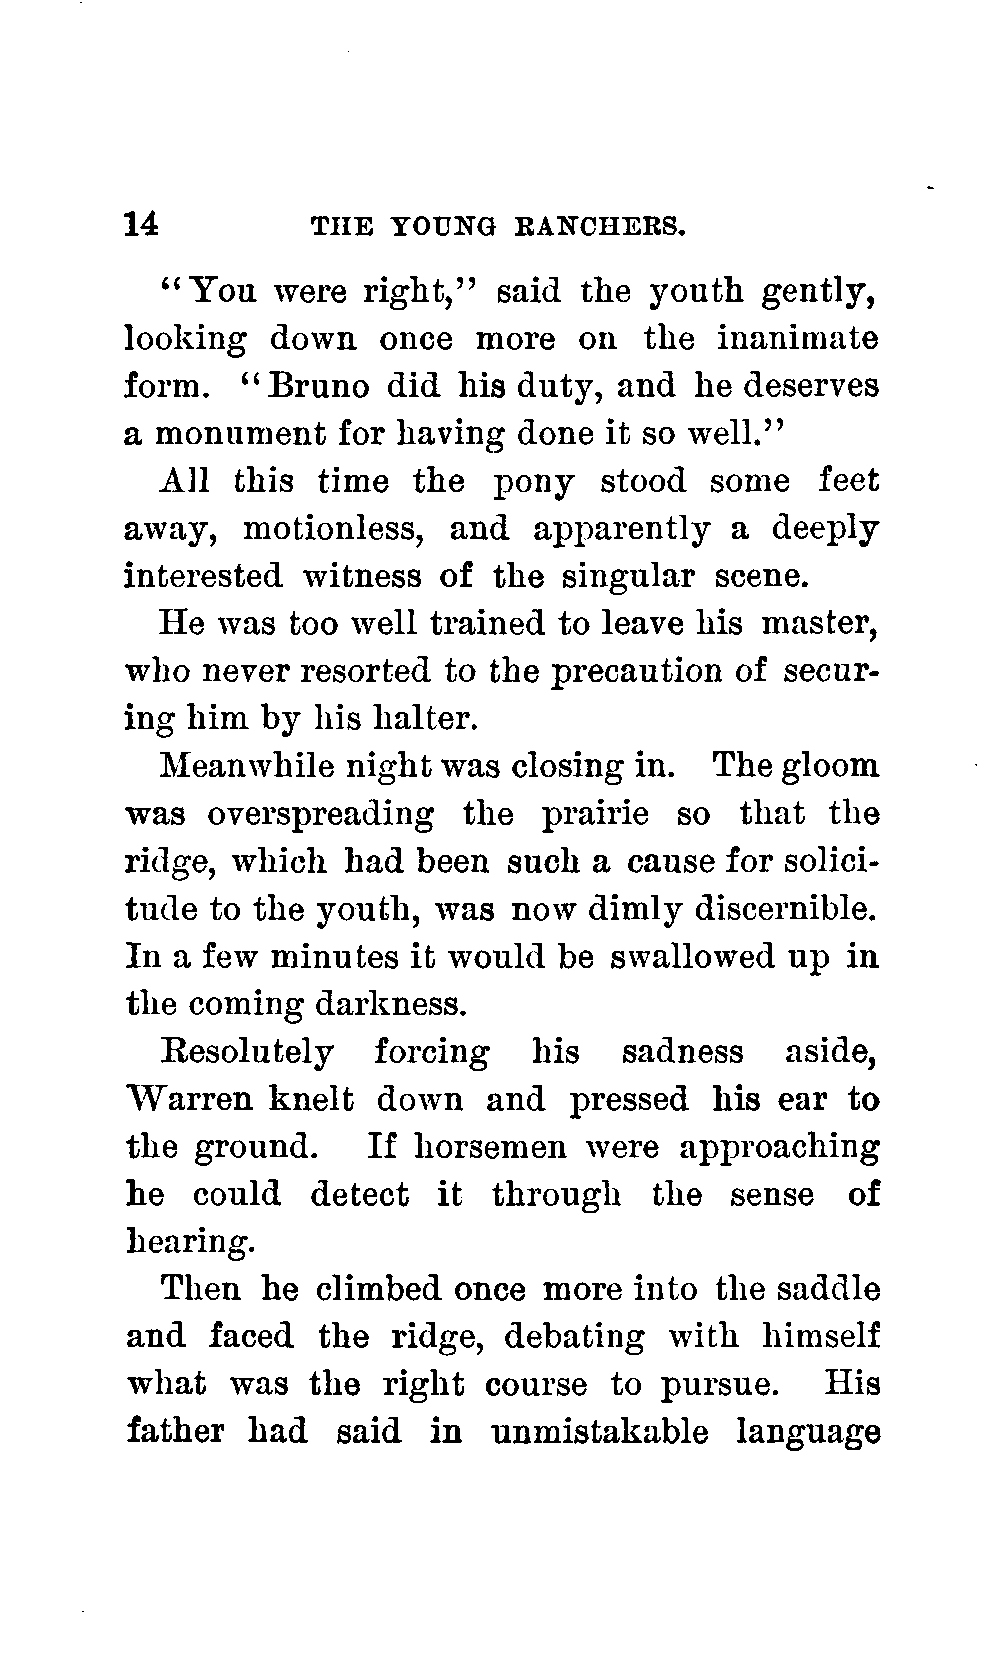 14 THE YOUNG RANCHERS.
“You were right,” said the youth gently,
looking down once more on the inanimate
form. “Bruno did his duty, and he deserves
a monument for having done it so well.”
All this time the pony stood some feet
away, motionless, and apparently a deeply
interested witness of the singular scene.
He was too well trained to leave his master,
who never resorted to the precaution of secur-
ing him by his halter.
Meanwhile night was closing in. The gloom
was overspreading the prairie so that the
ridge, which had been such a cause for solici-
tude to the youth, was now dimly discernible.
In a few minutes it would be swallowed up in
the coming darkness.
Resolutely forcing his sadness aside,
Warren knelt down and pressed his ear to
the ground. If horsemen were approaching
he could detect it through the sense of
hearing.
Then he climbed once more into the saddle
and faced the ridge, debating with himself
what was the right course to pursue. His
father had said in unmistakable language